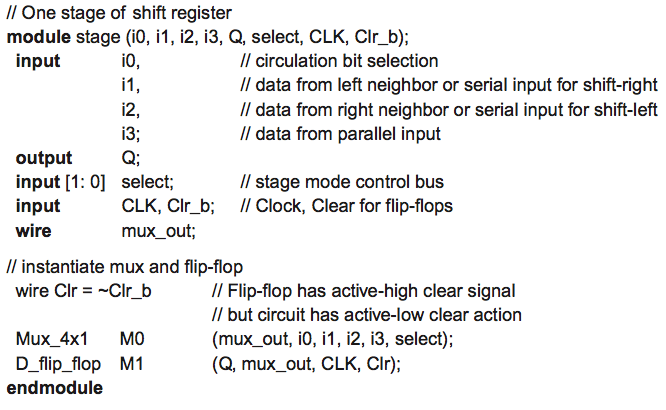 // One stage of shift register
module stage (i0, i1, i2, i3, Q, select, CLK, Clr_b);
input i0, // circulation bit selection
i1, // data from left neighbor or serial input for shift-right
i2, // data from right neighbor or serial input for shift-left
i3; // data from parallel input
output Q;
input [1: 0] select; // stage mode control bus
input CLK, Clr_b; // Clock, Clear for flip-flops
wire mux_out;
// instantiate mux and flip-flop
wire Clr = ~Clr_b // Flip-flop has active-high clear signal
// but circuit has active-low clear action
Mux_4x1 M0 (mux_out, i0, i1, i2, i3, select);
D_flip_flop M1 (Q, mux_out, CLK, Clr);
endmodule